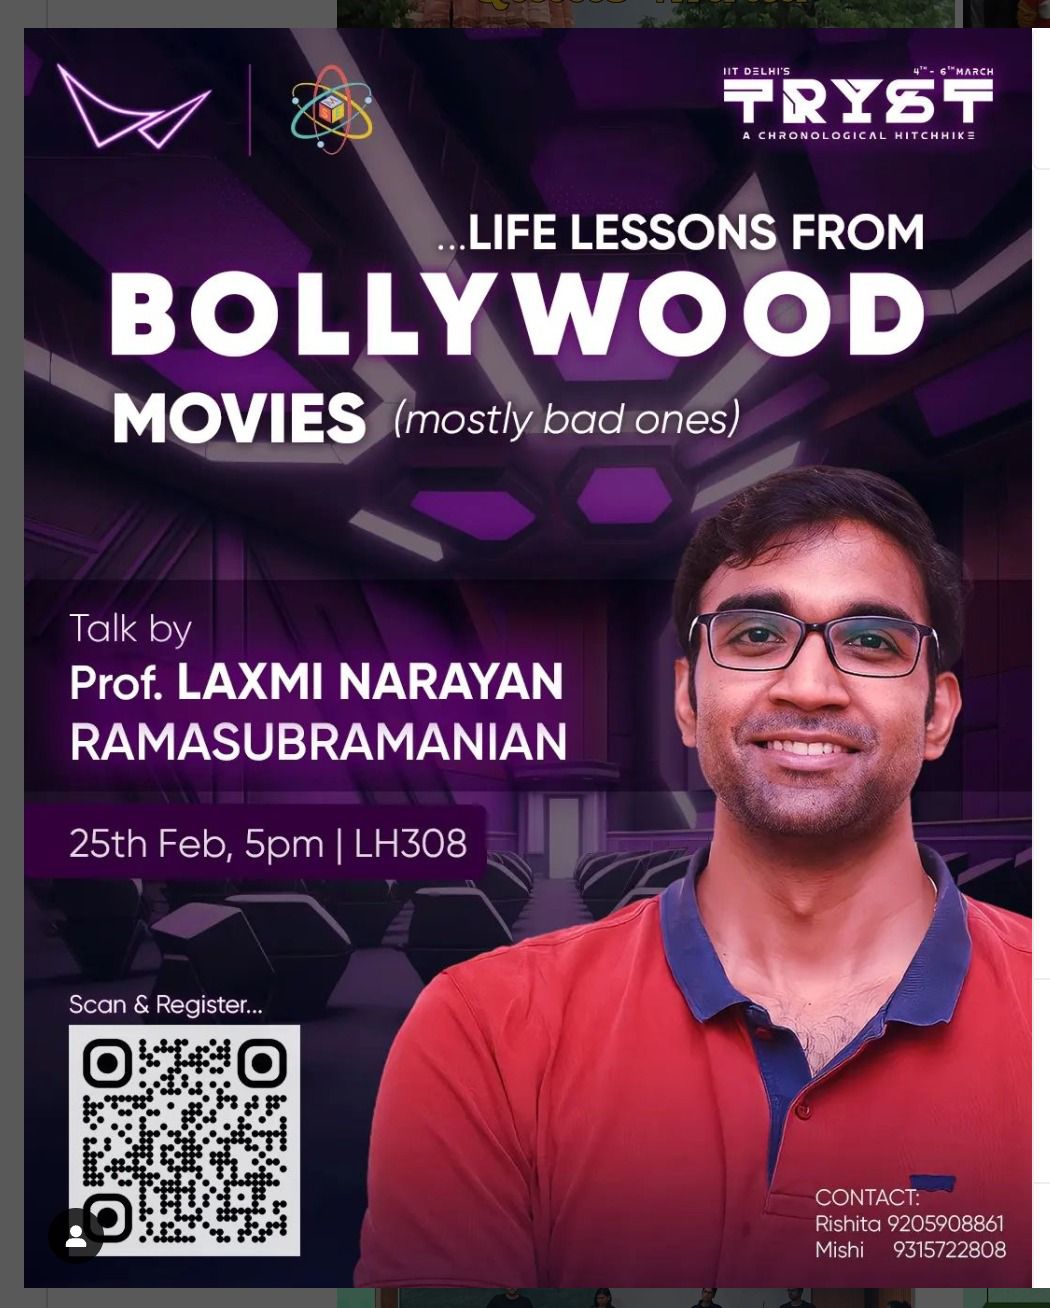 IIT DELHI'S 4TH - 6TH MARCH
TRYST
A CHRONOLOGICAL HITCHHIKE
...LIFE LESSONS FROM
BOLLYWOOD
MOVIES (mostly bad ones)
Talk by
Prof. LAXMI NARAYAN
RAMASUBRAMANIAN
25th Feb, 5pm | LH308
Scan & Register...
CONTACT:
Rishita 9205908861
Mishi 9315722808